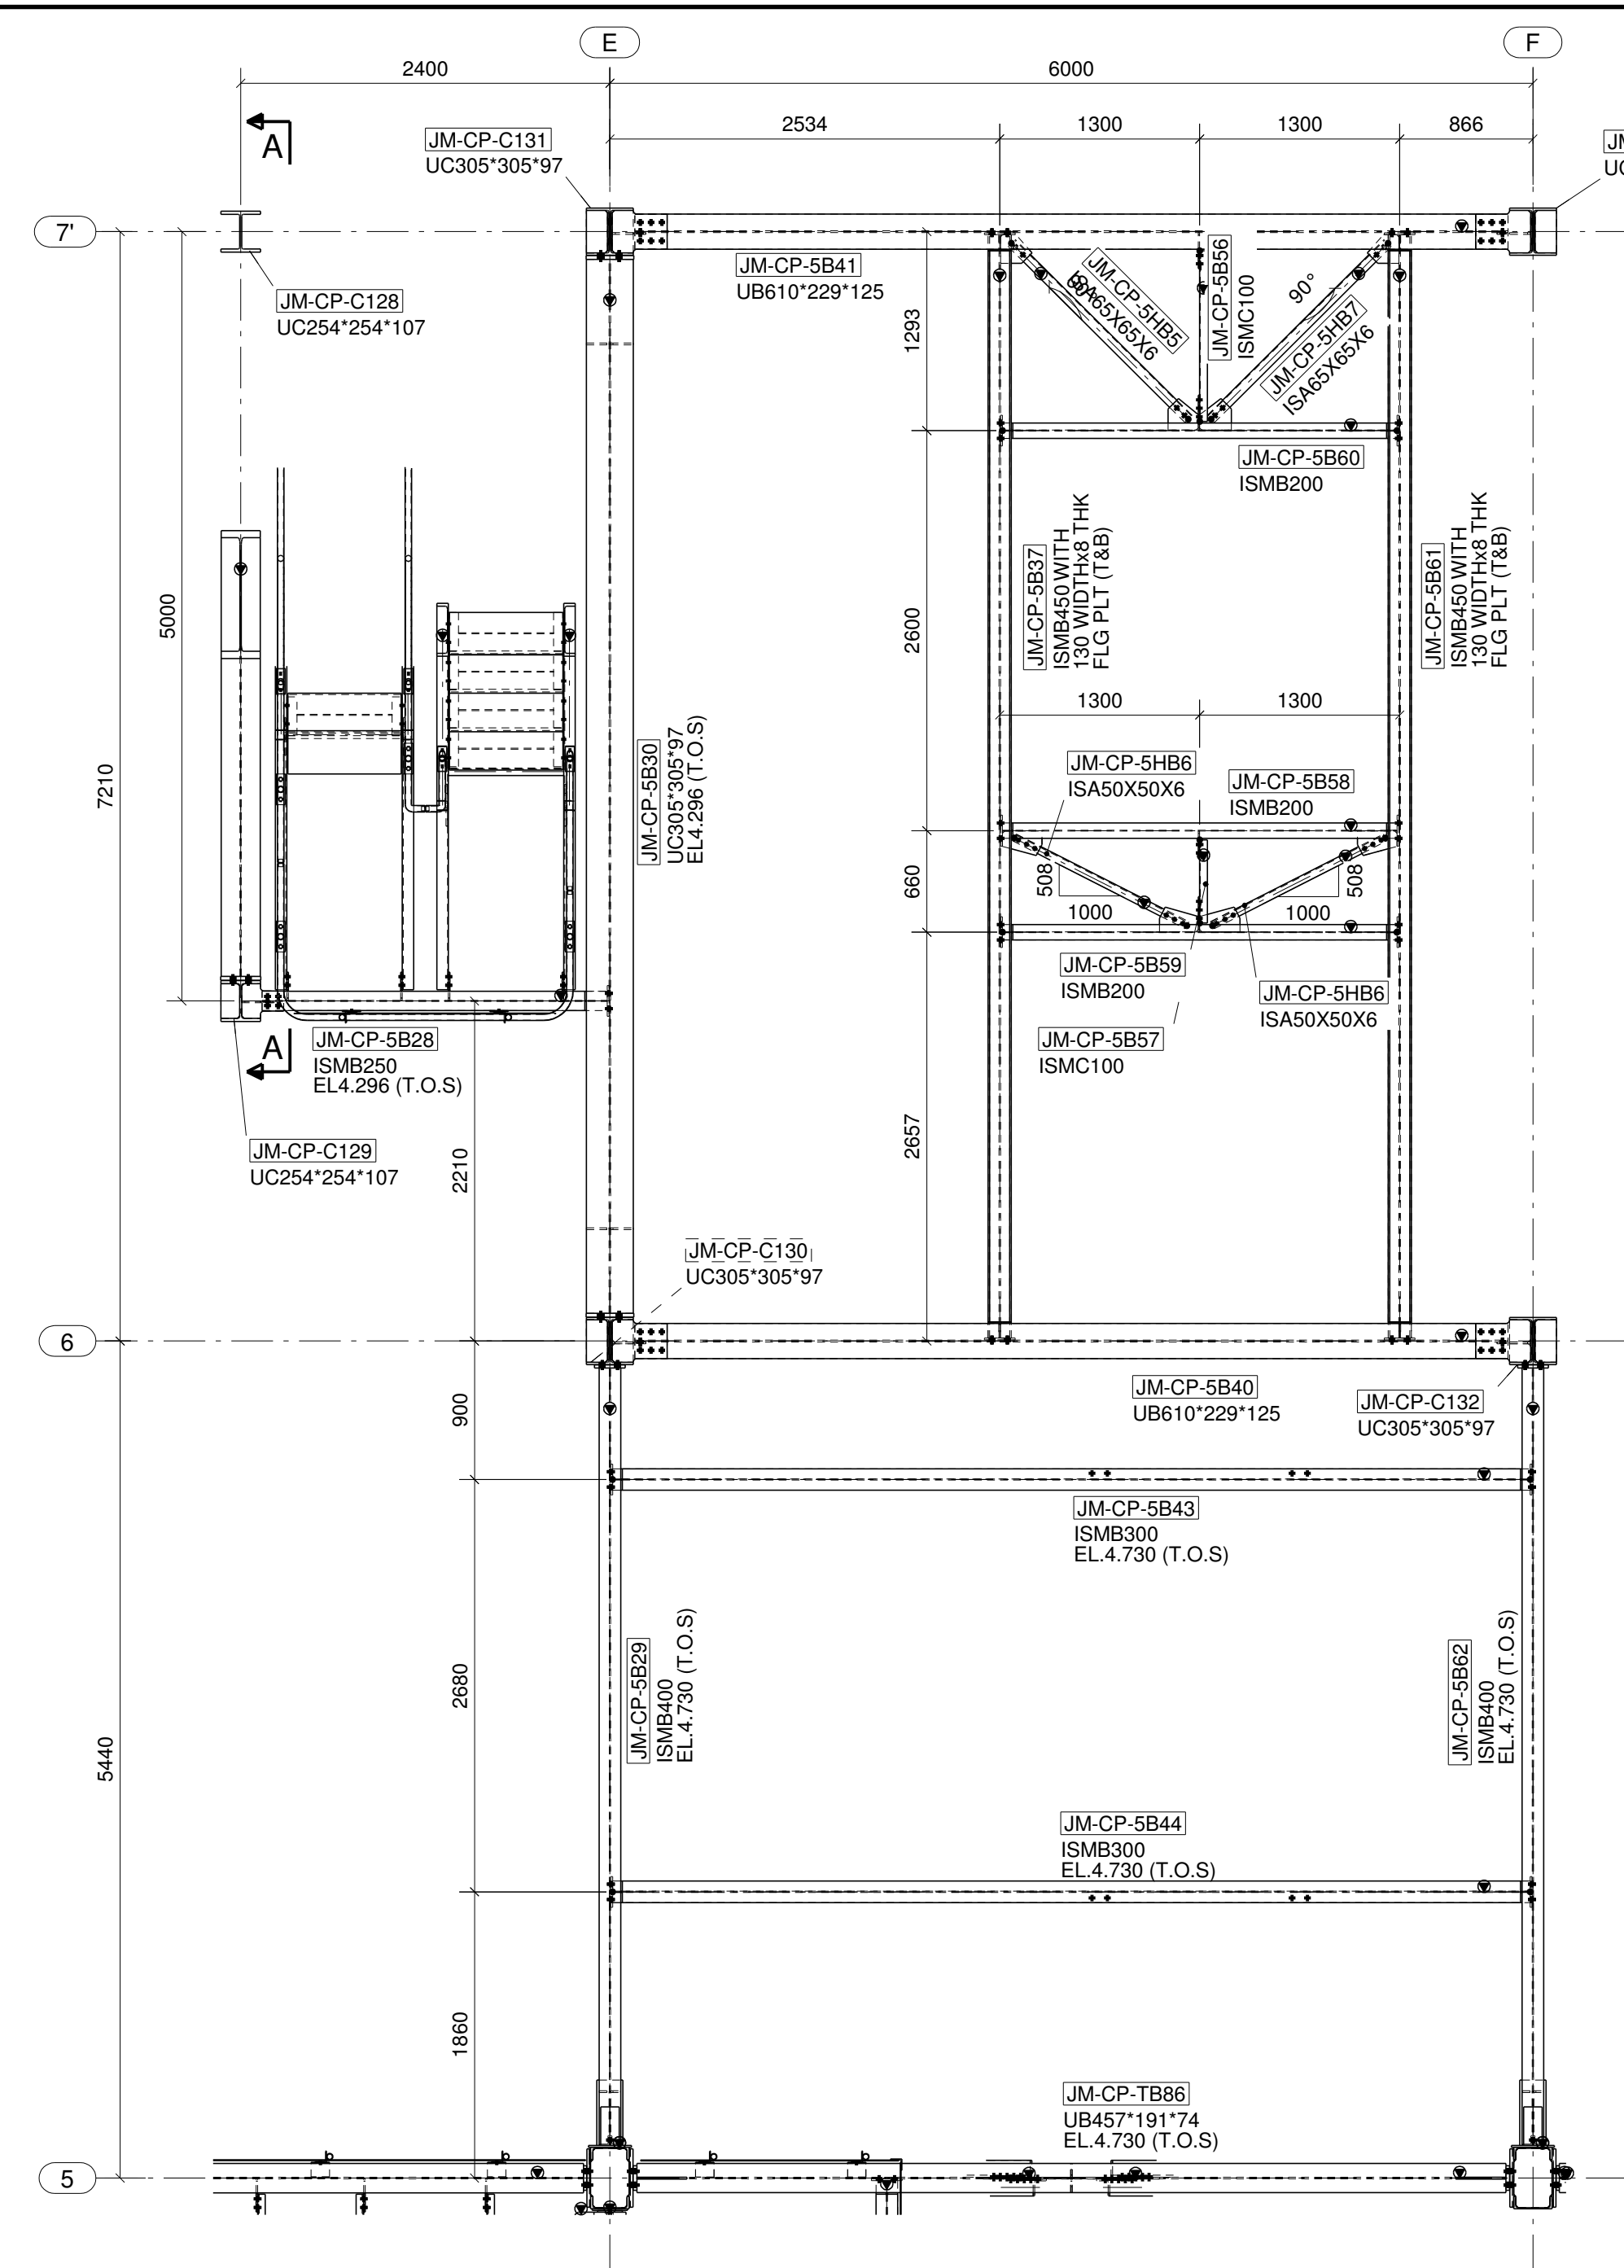 E
F
2400
6000
2534
1300
1300
866
A
JM-CP-C131
UC305*305*97
7'
JM-CP-C128
UC254*254*107
JM-CP-5B41
UB610*229*125
JM-CP-5HB5
ISA65X65X6
JM-CP-5B56
ISMC100
90°
JM-CP-5HB7
ISA65X65X6
1293
JM-CP-5B60
ISMB200
5000
7210
2600
JM-CP-5B37
ISMB450 WITH
130 WIDTHx8 THK
FLG PLT (T&B)
JM-CP-5B61
ISMB450 WITH
130 WIDTHx8 THK
FLG PLT (T&B)
JM-CP-5B30
UC305*305*97
EL4.296 (T.O.S)
1300
1300
JM-CP-5HB6
ISA50X50X6
JM-CP-5B58
ISMB200
660
508
1000
508
1000
JM-CP-5B59
ISMB200
JM-CP-5HB6
ISA50X50X6
JM-CP-5B57
ISMC100
A
JM-CP-5B28
ISMB250
EL4.296 (T.O.S)
JM-CP-C129
UC254*254*107
2210
2657
JM-CP-C130
UC305*305*97
6
JM-CP-5B40
UB610*229*125
JM-CP-C132
UC305*305*97
900
JM-CP-5B43
ISMB300
EL.4.730 (T.O.S)
5440
2680
JM-CP-5B29
ISMB400
EL.4.730 (T.O.S)
JM-CP-5B62
ISMB400
EL.4.730 (T.O.S)
JM-CP-5B44
ISMB300
EL.4.730 (T.O.S)
1860
JM-CP-TB86
UB457*191*74
EL.4.730 (T.O.S)
5